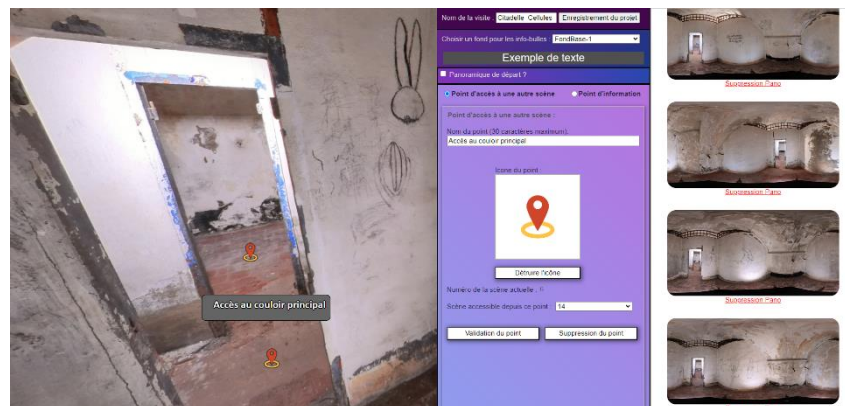 Accès au couloir principal
Nom de la visite : Citadelle_Cellules Enregistrement du projet
Choisir un fond pour les info-bulles : FondBase-1
Exemple de texte
Panoramique de départ ?
Point d'accès à une autre scène Point d'information
Point d'accès à une autre scène :
Nom du point (30 caractères maximum):
Accès au couloir principal
Icone du point
Détruire l'icône
Numéro de la scène actuelle :
Scène accessible depuis ce point : 14
Validation du point Suppression du point
Suppression Pano
Suppression Pano
Suppression Pano